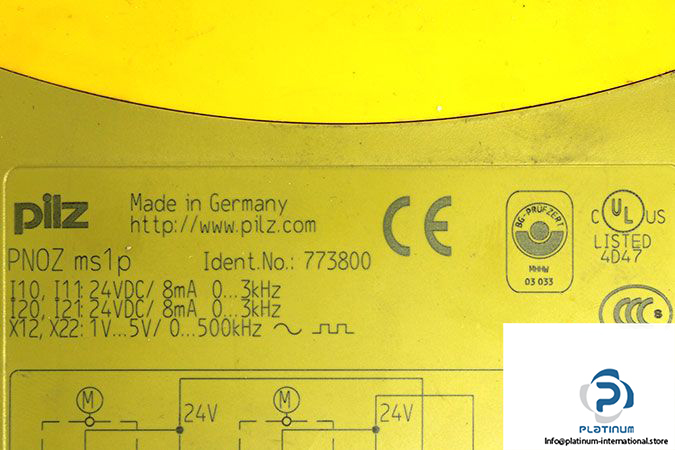 pilz
Made in Germany
http://www.pilz.com
CE
BG-PRÜFZERT
MHHW
03 033
C UL US
LISTED
4D47
PNOZ ms1p Ident.No.: 773800
I10, I11: 24VDC/ 8mA 0...3kHz
I20, I21: 24VDC/ 8mA 0...3kHz
X12, X22: 1V...5V/ 0...500kHz
CCC S
M
24V
M
24V
P
PLATINUM
Info@platinum-international.store